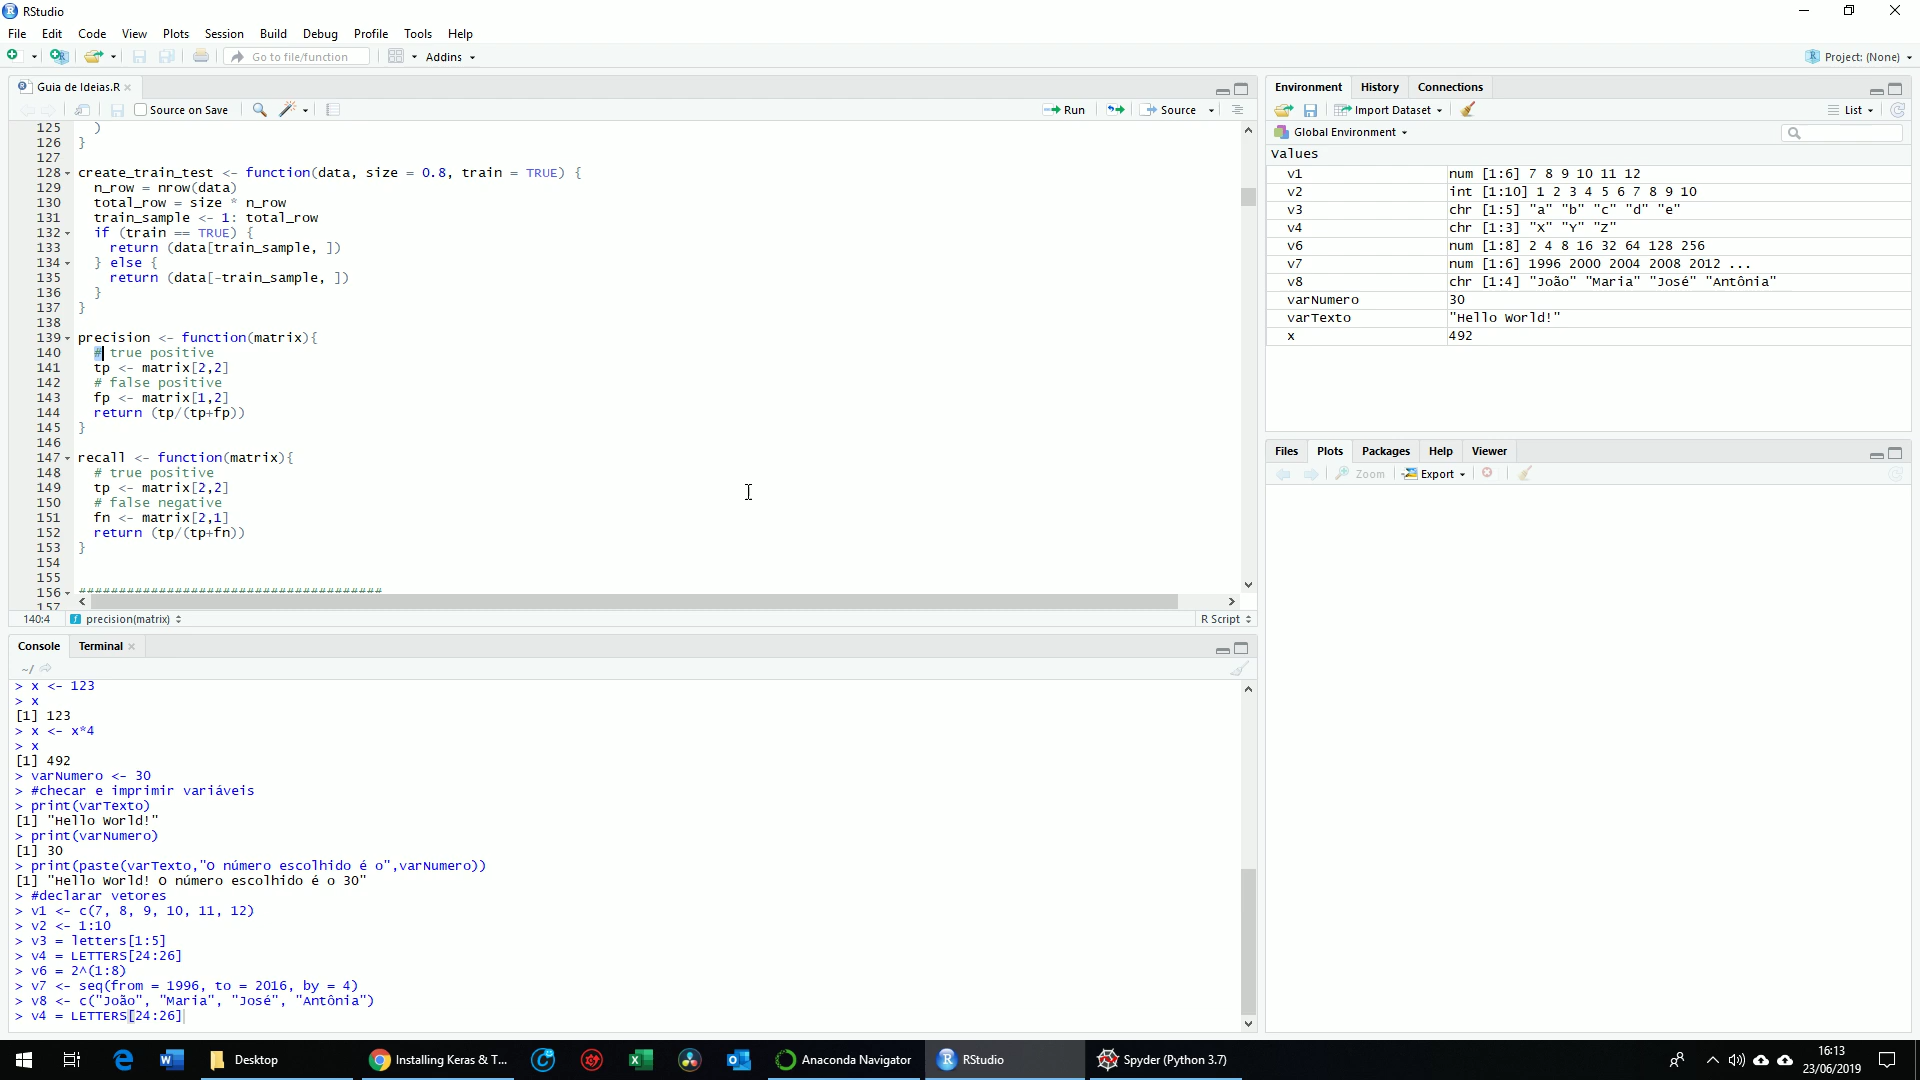 RStudio
File Edit Code View Plots Session Build Debug Profile Tools Help
Go to file/function Addins Project: (None)
Guia de Ideias.R
Source on Save Run Source
125 )
126 }
127
128 create_train_test <- function(data, size = 0.8, train = TRUE) {
129 n_row = nrow(data)
130 total_row = size * n_row
131 train_sample <- 1: total_row
132 if (train == TRUE) {
133 return (data[train_sample, ])
134 } else {
135 return (data[-train_sample, ])
136 }
137 }
138
139 precision <- function(matrix){
140 # true positive
141 tp <- matrix[2,2]
142 # false positive
143 fp <- matrix[1,2]
144 return (tp/(tp+fp))
145 }
146
147 recall <- function(matrix){
148 # true positive
149 tp <- matrix[2,2]
150 # false negative
151 fn <- matrix[2,1]
152 return (tp/(tp+fn))
153 }
154
155
156 ######################################
157
140:4 precision(matrix) R Script
Console Terminal
~/
> x <- 123
> x
[1] 123
> x <- x*4
> x
[1] 492
> varNumero <- 30
> #checar e imprimir variáveis
> print(varTexto)
[1] "Hello World!"
> print(varNumero)
[1] 30
> print(paste(varTexto,"O número escolhido é o",varNumero))
[1] "Hello World! O número escolhido é o 30"
> #declarar vetores
> v1 <- c(7, 8, 9, 10, 11, 12)
> v2 <- 1:10
> v3 = letters[1:5]
> v4 = LETTERS[24:26]
> v6 = 2^(1:8)
> v7 <- seq(from = 1996, to = 2016, by = 4)
> v8 <- c("João", "Maria", "José", "Antônia")
> v4 = LETTERS[24:26]
Environment History Connections
Import Dataset List
Global Environment
Values
v1 num [1:6] 7 8 9 10 11 12
v2 int [1:10] 1 2 3 4 5 6 7 8 9 10
v3 chr [1:5] "a" "b" "c" "d" "e"
v4 chr [1:3] "X" "Y" "Z"
v6 num [1:8] 2 4 8 16 32 64 128 256
v7 num [1:6] 1996 2000 2004 2008 2012 ...
v8 chr [1:4] "João" "Maria" "José" "Antônia"
varNumero 30
varTexto "Hello World!"
x 492
Files Plots Packages Help Viewer
Zoom Export
Desktop Installing Keras & T... Anaconda Navigator RStudio Spyder (Python 3.7)
16:13
23/06/2019